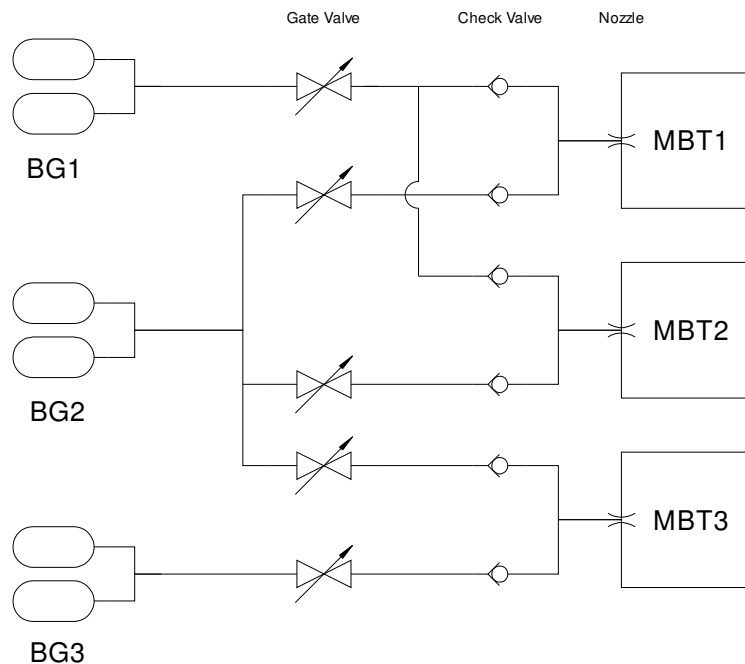 Gate Valve
Check Valve
Nozzle
BG1
MBT1
BG2
MBT2
BG3
MBT3